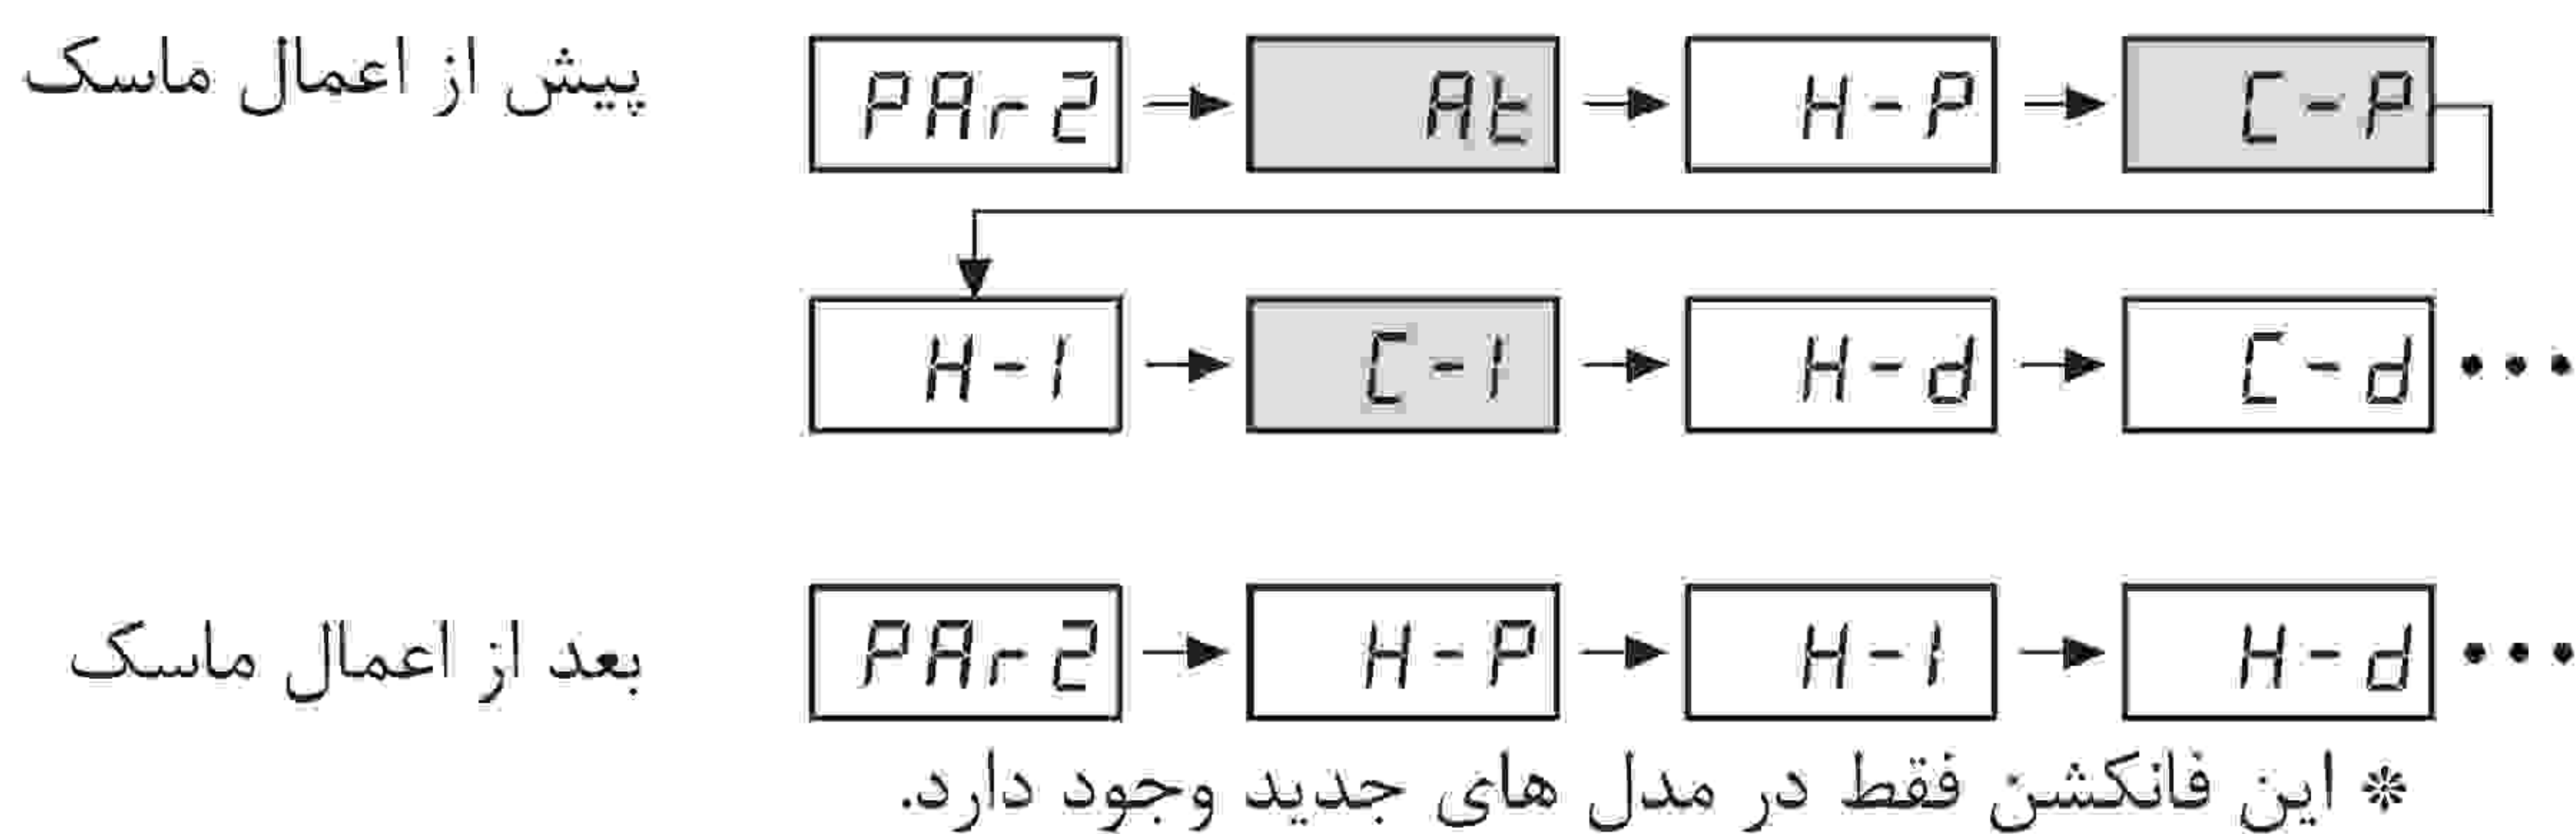 پیش از اعمال ماسک
PAr2 At H-P C-P
H-1 C-1 H-d C-d •••
بعد از اعمال ماسک
PAr2 H-P H-1 H-d •••
* این فانکشن فقط در مدل های جدید وجود دارد.